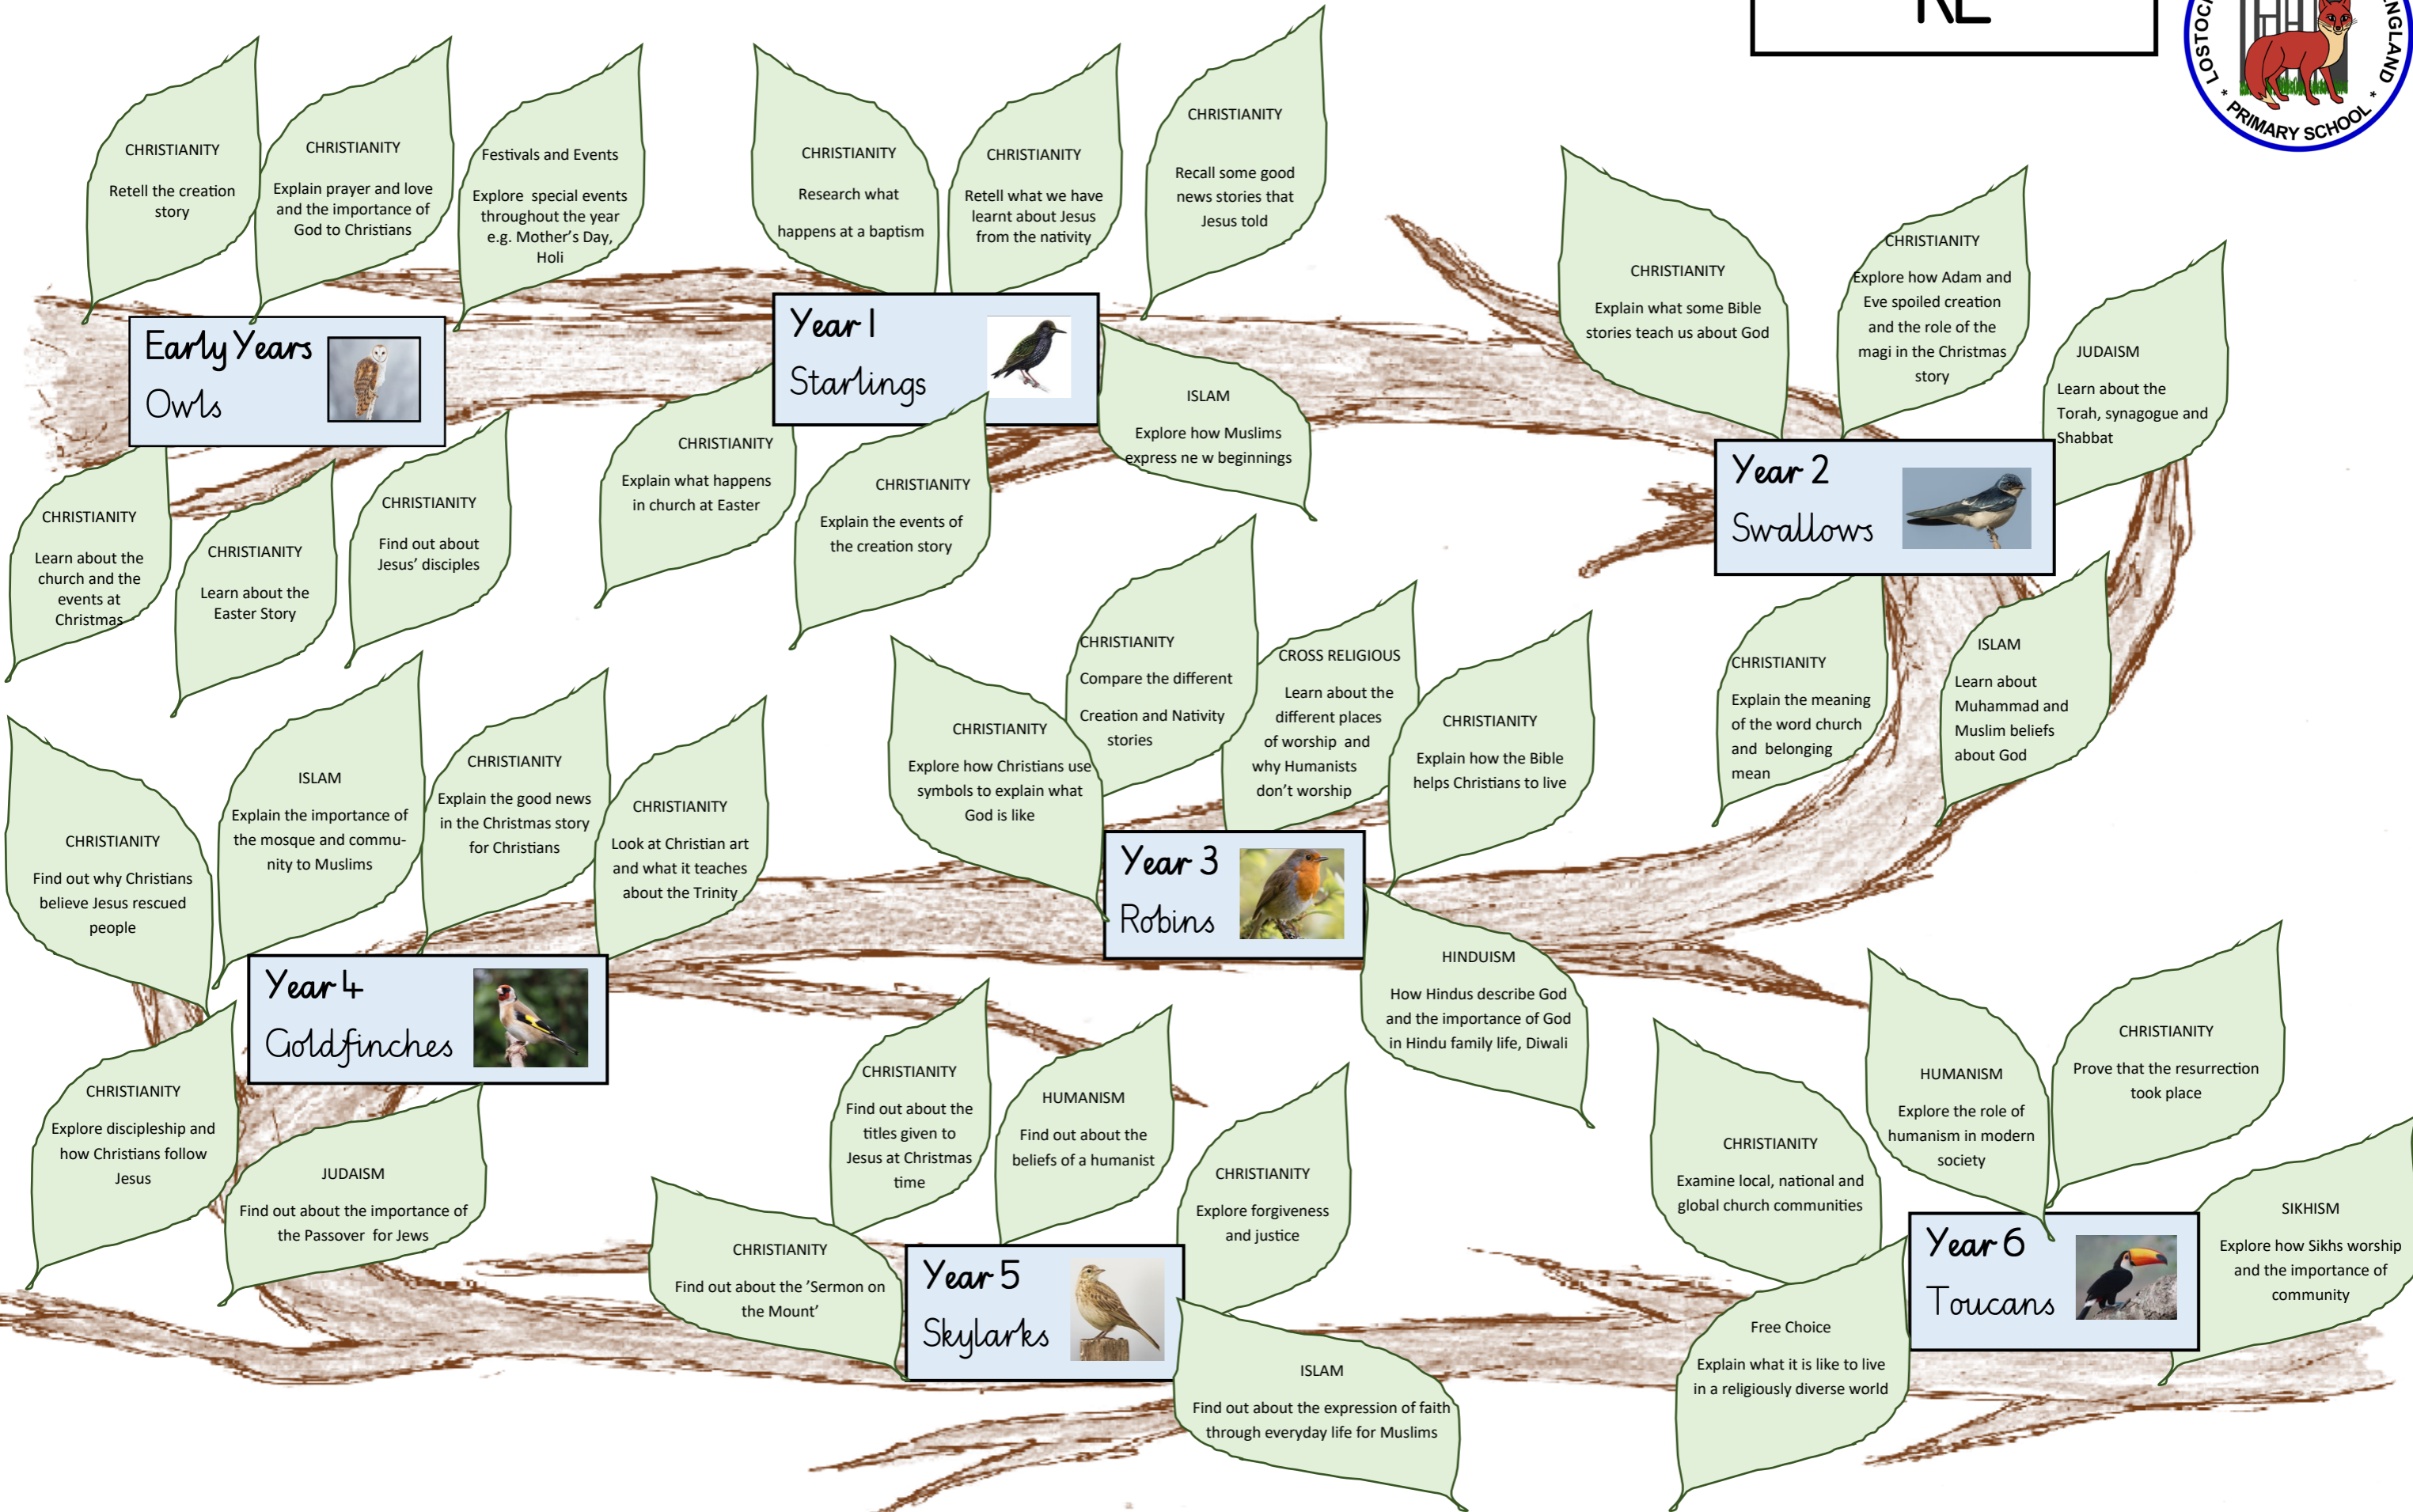 RE
LOSTOC
ENGLAND
* PRIMARY SCHOOL *
CHRISTIANITY
Retell the creation
story
CHRISTIANITY
Explain prayer and love
and the importance of
God to Christians
Festivals and Events
Explore special events
throughout the year
e.g. Mother's Day,
Holi
CHRISTIANITY
Research what
happens at a baptism
CHRISTIANITY
Retell what we have
learnt about Jesus
from the nativity
CHRISTIANITY
Recall some good
news stories that
Jesus told
CHRISTIANITY
Explain what some Bible
stories teach us about God
CHRISTIANITY
Explore how Adam and
Eve spoiled creation
and the role of the
magi in the Christmas
story
JUDAISM
Learn about the
Torah, synagogue and
Shabbat
Early Years
Owls
Year 1
Starlings
ISLAM
Explore how Muslims
express ne w beginnings
Year 2
Swallows
CHRISTIANITY
Learn about the
church and the
events at
Christmas
CHRISTIANITY
Learn about the
Easter Story
CHRISTIANITY
Find out about
Jesus' disciples
CHRISTIANITY
Explain what happens
in church at Easter
CHRISTIANITY
Explain the events of
the creation story
CHRISTIANITY
Explain the meaning
of the word church
and belonging
mean
ISLAM
Learn about
Muhammad and
Muslim beliefs
about God
CHRISTIANITY
Explore how Christians use
symbols to explain what
God is like
CHRISTIANITY
Compare the different
Creation and Nativity
stories
CROSS RELIGIOUS
Learn about the
different places
of worship and
why Humanists
don't worship
CHRISTIANITY
Explain how the Bible
helps Christians to live
Year 3
Robins
HINDUISM
How Hindus describe God
and the importance of God
in Hindu family life, Diwali
CHRISTIANITY
Find out why Christians
believe Jesus rescued
people
ISLAM
Explain the importance of
the mosque and commu-
nity to Muslims
CHRISTIANITY
Explain the good news
in the Christmas story
for Christians
CHRISTIANITY
Look at Christian art
and what it teaches
about the Trinity
Year 4
Goldfinches
CHRISTIANITY
Explore discipleship and
how Christians follow
Jesus
JUDAISM
Find out about the importance of
the Passover for Jews
CHRISTIANITY
Find out about the 'Sermon on
the Mount'
CHRISTIANITY
Find out about the
titles given to
Jesus at Christmas
time
HUMANISM
Find out about the
beliefs of a humanist
CHRISTIANITY
Explore forgiveness
and justice
Year 5
Skylarks
ISLAM
Find out about the expression of faith
through everyday life for Muslims
CHRISTIANITY
Examine local, national and
global church communities
HUMANISM
Explore the role of
humanism in modern
society
CHRISTIANITY
Prove that the resurrection
took place
SIKHISM
Explore how Sikhs worship
and the importance of
community
Year 6
Toucans
Free Choice
Explain what it is like to live
in a religiously diverse world